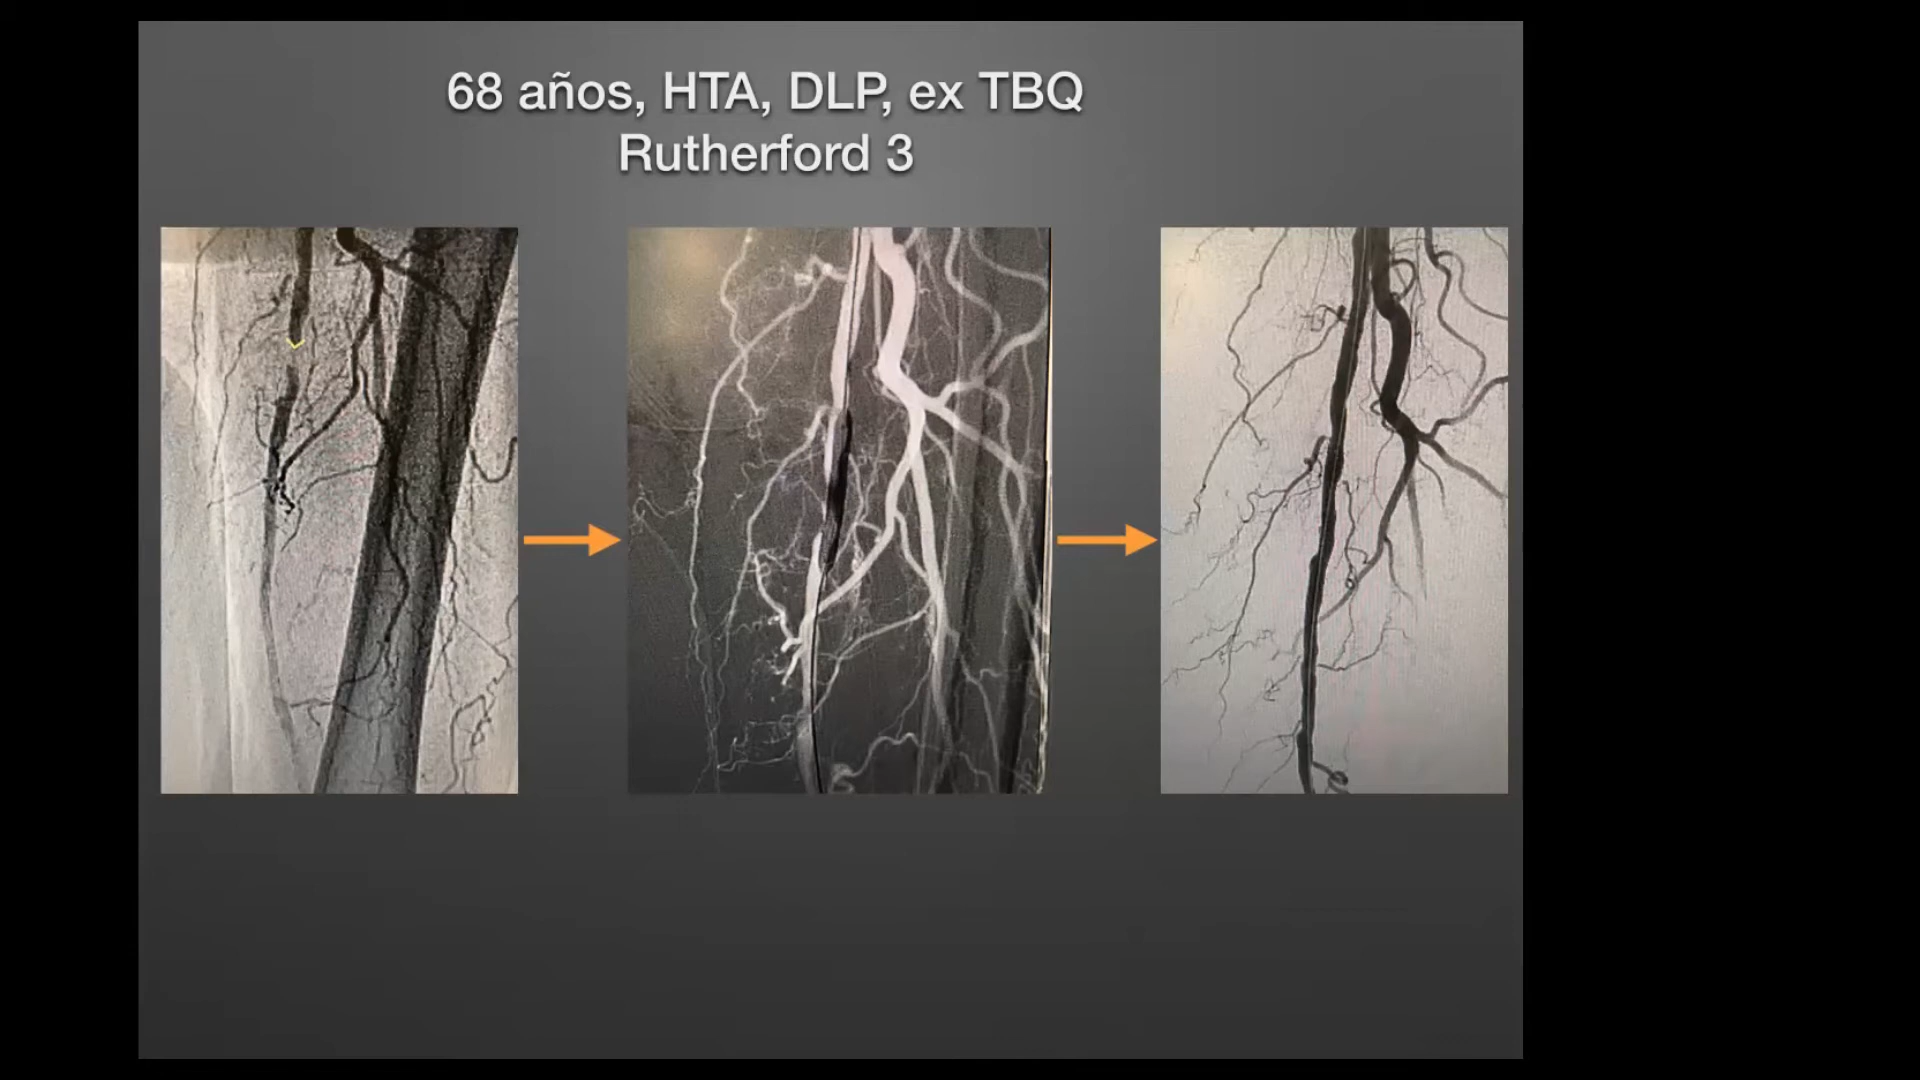 68 años, HTA, DLP, ex TBQ
Rutherford 3